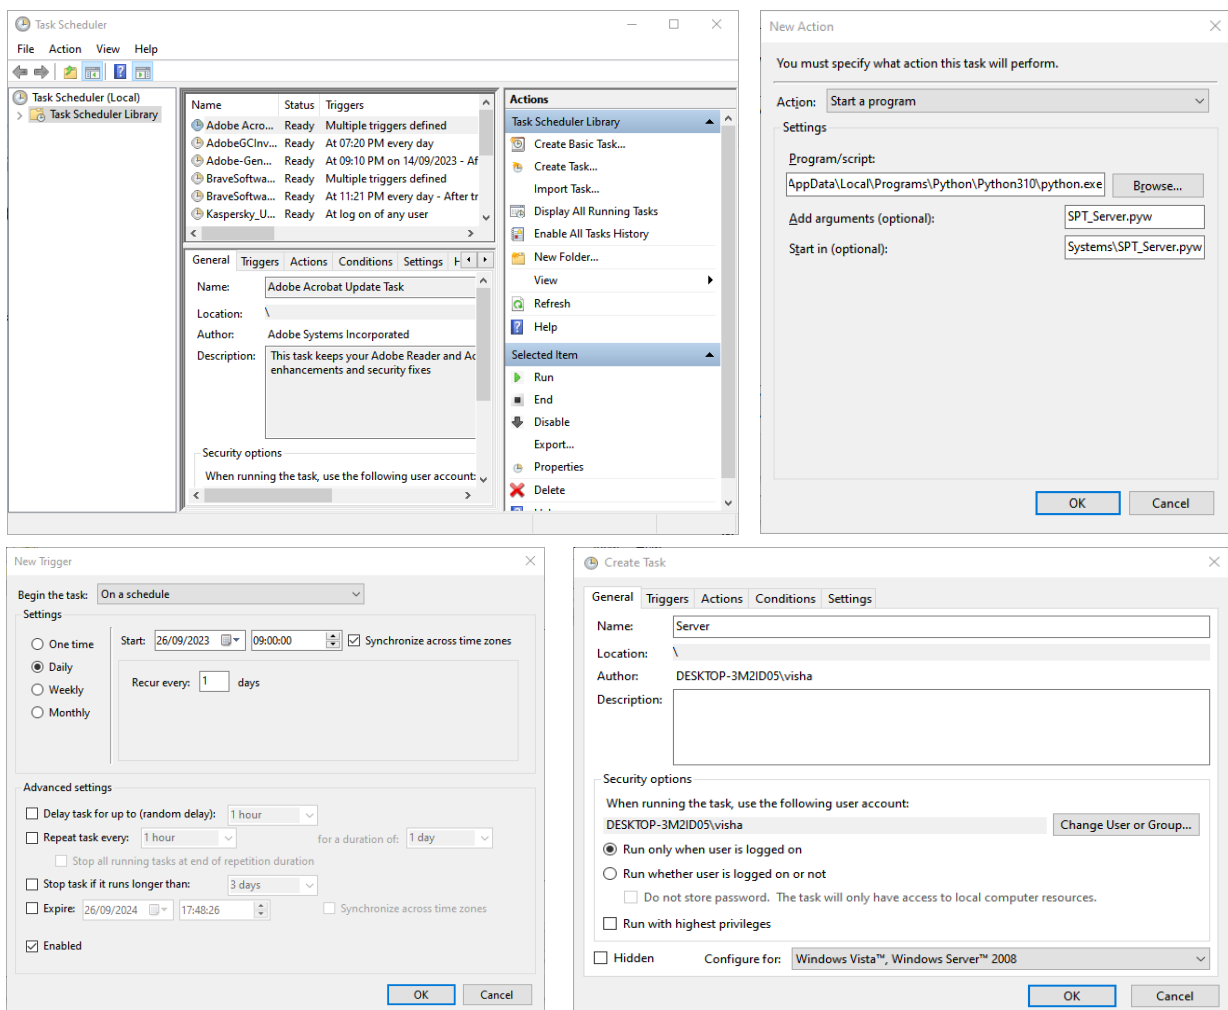 Task Scheduler
File Action View Help
Task Scheduler (Local)
Task Scheduler Library
Name Status Triggers
Adobe Acro... Ready Multiple triggers defined
AdobeGCInv... Ready At 07:20 PM every day
Adobe-Gen... Ready At 09:10 PM on 14/09/2023 - Af
BraveSoftwa... Ready Multiple triggers defined
BraveSoftwa... Ready At 11:21 PM every day - After tr
Kaspersky_U... Ready At log on of any user
General Triggers Actions Conditions Settings H
Name: Adobe Acrobat Update Task
Location: \
Author: Adobe Systems Incorporated
Description: This task keeps your Adobe Reader and Ac
enhancements and security fixes
Security options
When running the task, use the following user account:
Actions
Task Scheduler Library
Create Basic Task...
Create Task...
Import Task...
Display All Running Tasks
Enable All Tasks History
New Folder...
View
Refresh
Help
Selected Item
Run
End
Disable
Export...
Properties
Delete
New Action
You must specify what action this task will perform.
Action: Start a program
Settings
Program/script:
AppData\Local\Programs\Python\Python310\python.exe Browse...
Add arguments (optional): SPT_Server.pyw
Start in (optional): Systems\SPT_Server.pyw
OK Cancel
New Trigger
Begin the task: On a schedule
Settings
One time
Daily
Weekly
Monthly
Start: 26/09/2023 09:00:00 Synchronize across time zones
Recur every: 1 days
Advanced settings
Delay task for up to (random delay): 1 hour
Repeat task every: 1 hour for a duration of: 1 day
Stop all running tasks at end of repetition duration
Stop task if it runs longer than: 3 days
Expire: 26/09/2024 17:48:26 Synchronize across time zones
Enabled
OK Cancel
Create Task
General Triggers Actions Conditions Settings
Name: Server
Location: \
Author: DESKTOP-3M2ID05\visha
Description:
Security options
When running the task, use the following user account:
DESKTOP-3M2ID05\visha Change User or Group...
Run only when user is logged on
Run whether user is logged on or not
Do not store password. The task will only have access to local computer resources.
Run with highest privileges
Hidden Configure for: Windows Vista™, Windows Server™ 2008
OK Cancel